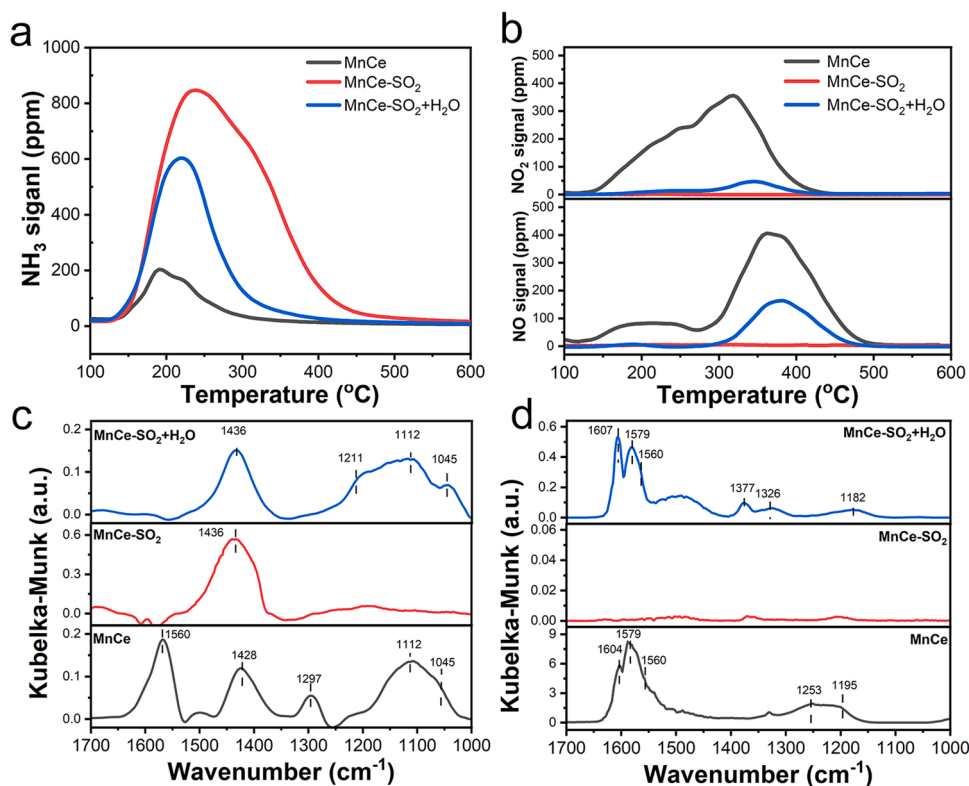 a
1000
800
600
400
200
0
NH3 siganl (ppm)
MnCe
MnCe-SO2
MnCe-SO2+H2O
100 200 300 400 500 600
Temperature (oC)
b
500
400
300
200
100
0
NO2 signal (ppm)
MnCe
MnCe-SO2
MnCe-SO2+H2O
500
400
300
200
100
0
NO signal (ppm)
100 200 300 400 500 600
Temperature (oC)
c
Kubelka-Munk (a.u.)
0.2
0.1
0.0
MnCe-SO2+H2O
1436
1211
1112
1045
0.6
0.3
0.0
MnCe-SO2
1436
0.2
0.1
0.0
MnCe
1560
1428
1297
1112
1045
1700 1600 1500 1400 1300 1200 1100 1000
Wavenumber (cm-1)
d
Kubelka-Munk (a.u.)
0.6
0.4
0.2
0.0
MnCe-SO2+H2O
1607
1579
1560
1377
1326
1182
0.06
0.04
0.02
0.00
MnCe-SO2
9
6
3
0
MnCe
1604
1579
1560
1253
1195
1700 1600 1500 1400 1300 1200 1100 1000
Wavenumber (cm-1)